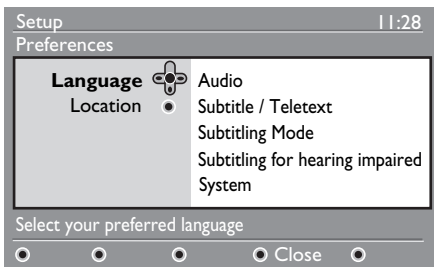 Setup 11:28
Preferences
Language Audio
Location Subtitle / Teletext
Subtitling Mode
Subtitling for hearing impaired
System
Select your preferred language
Close